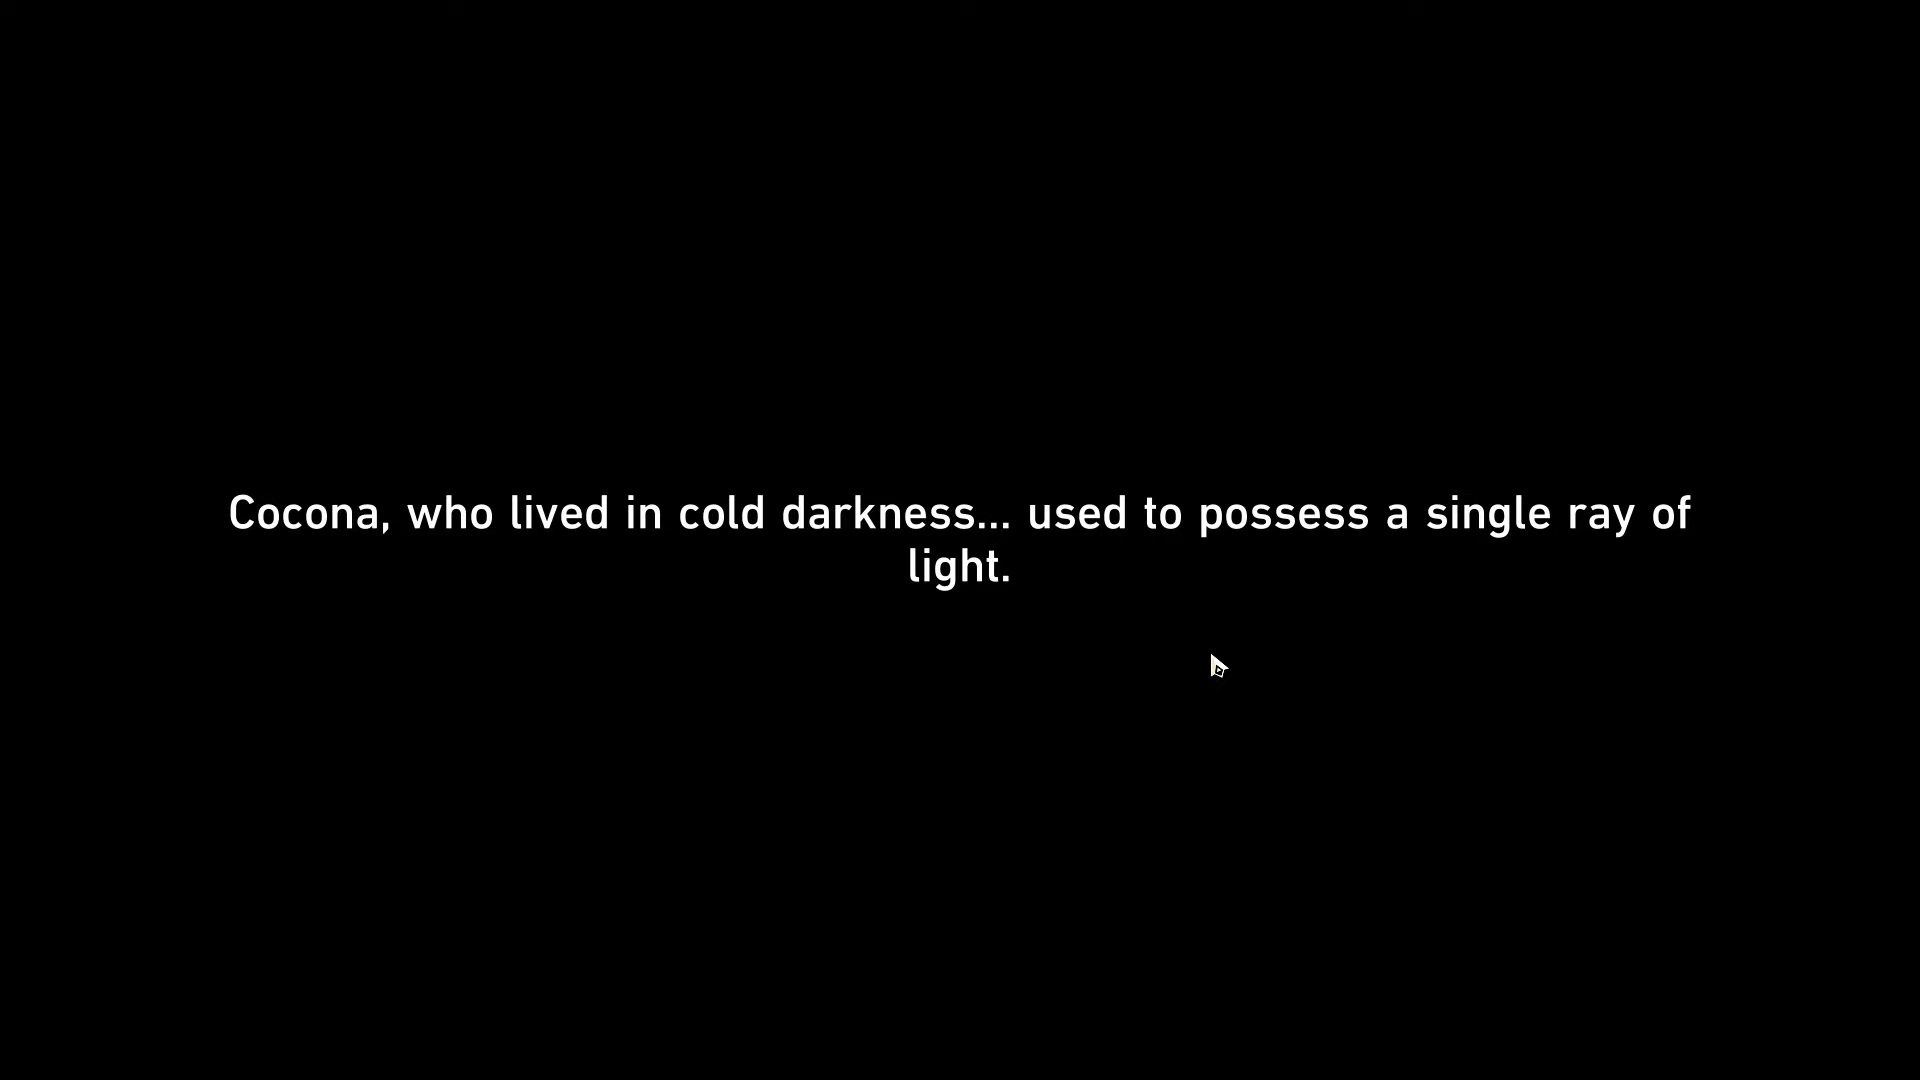 Cocona, who lived in cold darkness... used to possess a single ray of
light.